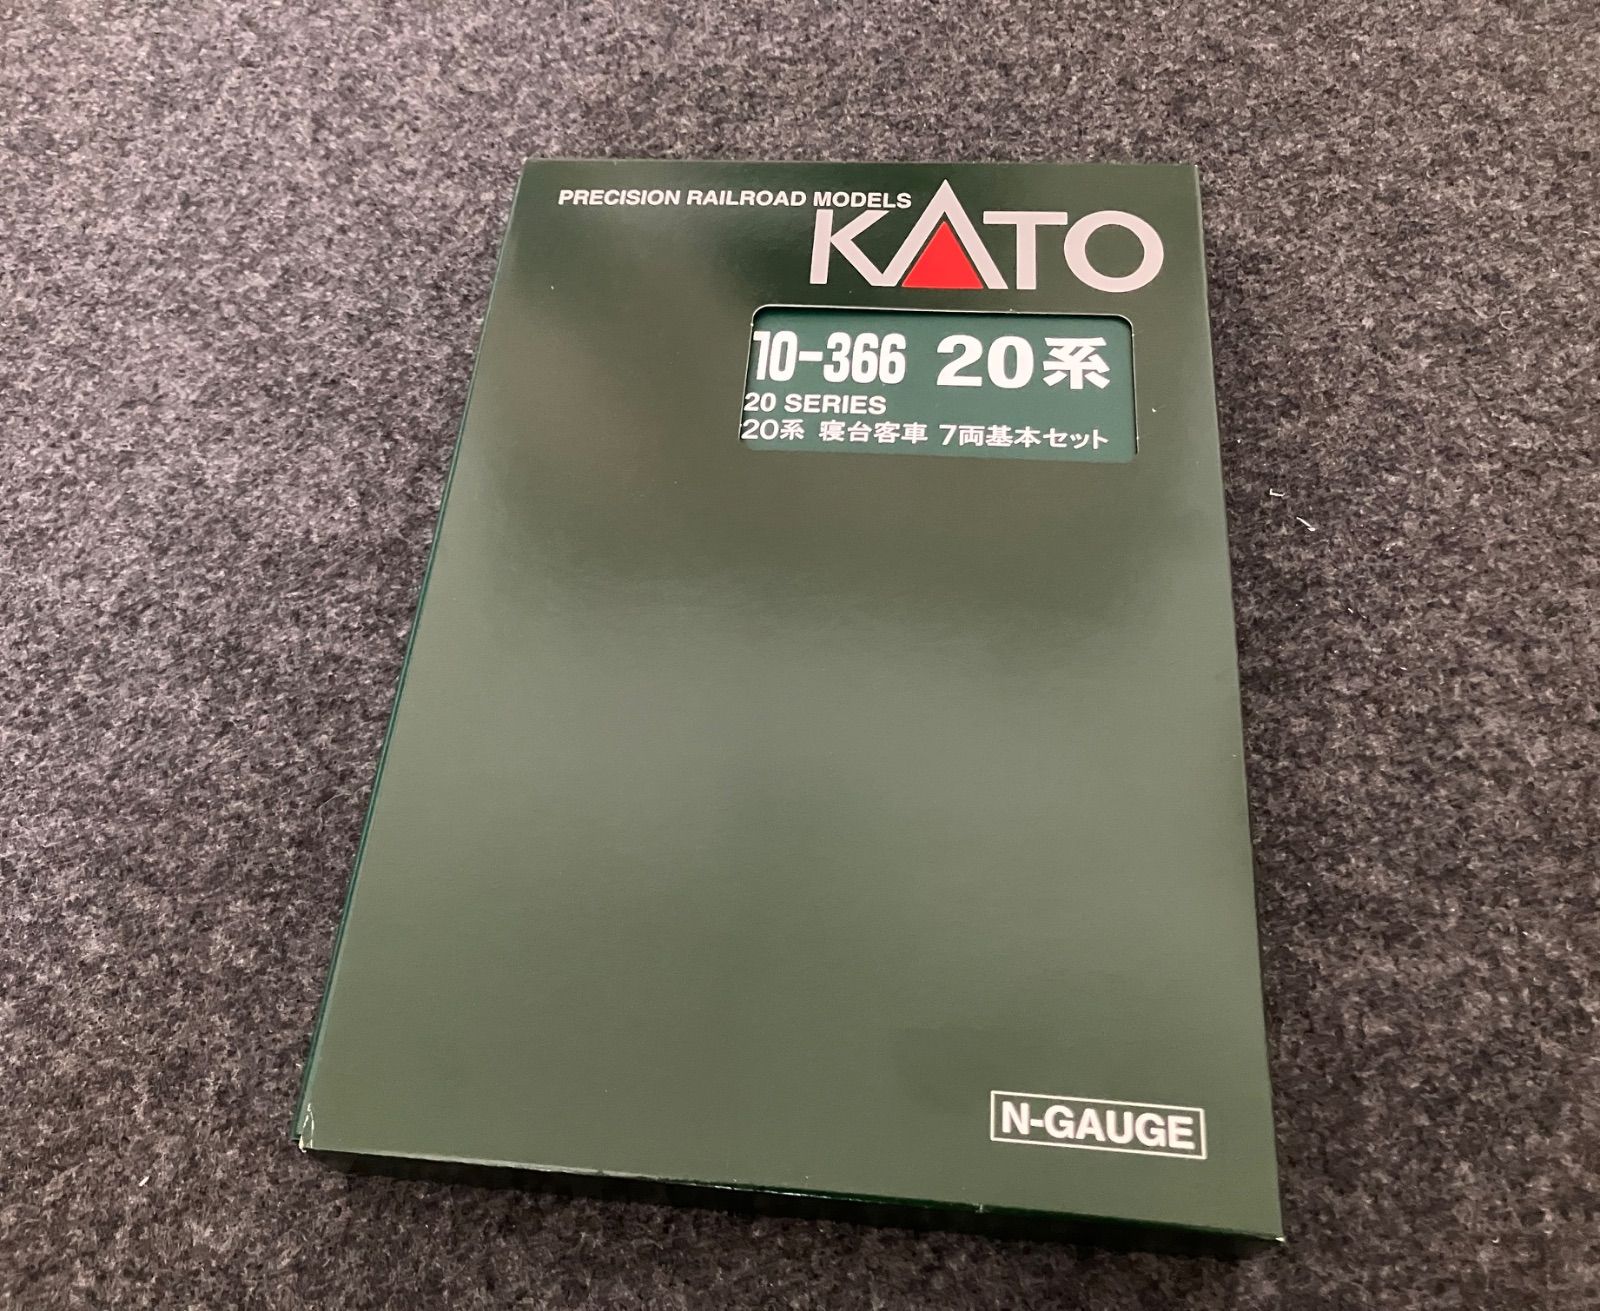 PRECISION RAILROAD MODELS
KATO
10-366 20系
20 SERIES
20系 寝台客車 7両基本セット
N-GAUGE